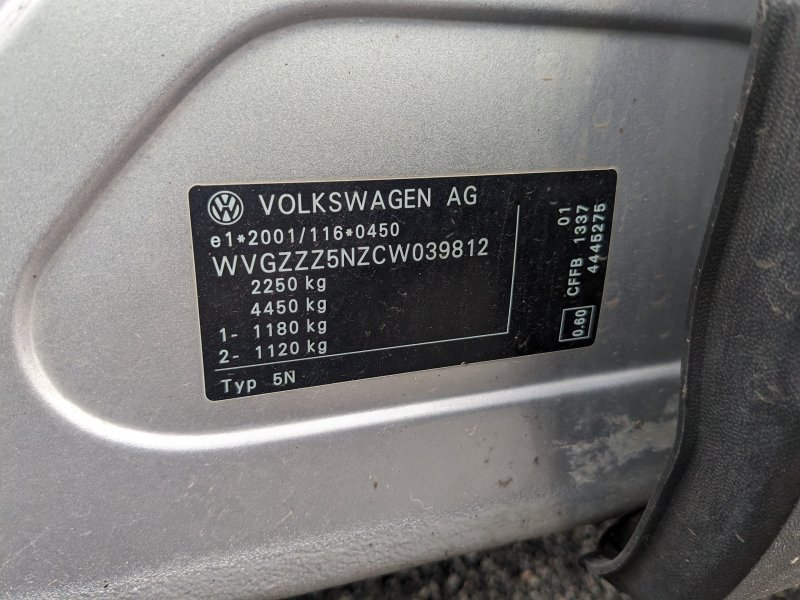 VOLKSWAGEN AG
e1*2001/116*0450
WVGZZZ5NZCW039812
2250 kg
4450 kg
1- 1180 kg
2- 1120 kg
Typ 5N
01
CFFB 1337
4445275
0.60